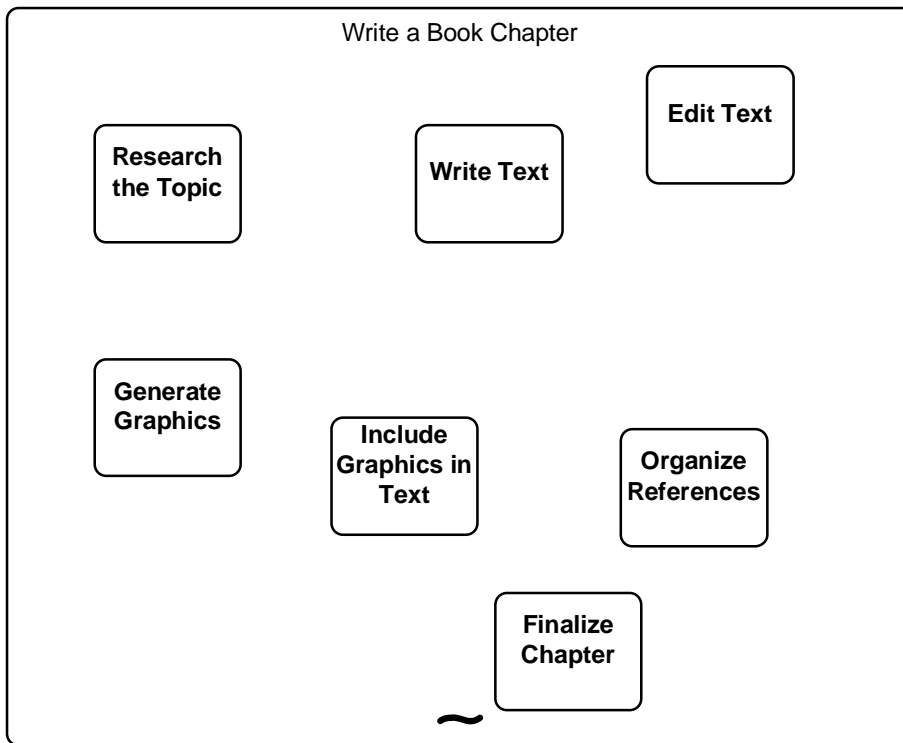 Write a Book Chapter
Edit Text
Research
the Topic
Write Text
Generate
Graphics
Include
Graphics in
Text
Organize
References
Finalize
Chapter
~